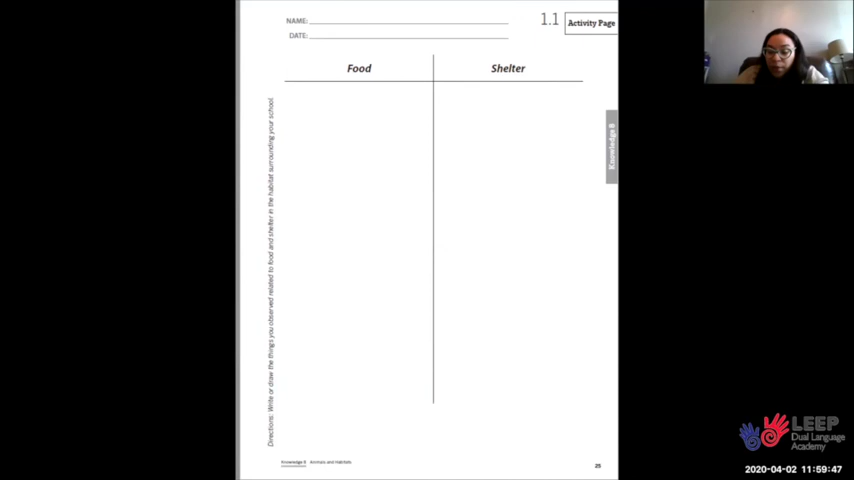 NAME:
DATE:
1.1
Activity Page
Food
Shelter
Directions: Write or draw the things you observed related to food and shelter in the habitat surrounding your school.
Knowledge 8
Knowledge 8 Animals and Habitats
25
LEEP
Dual Language
Academy
2020-04-02 11:59:47